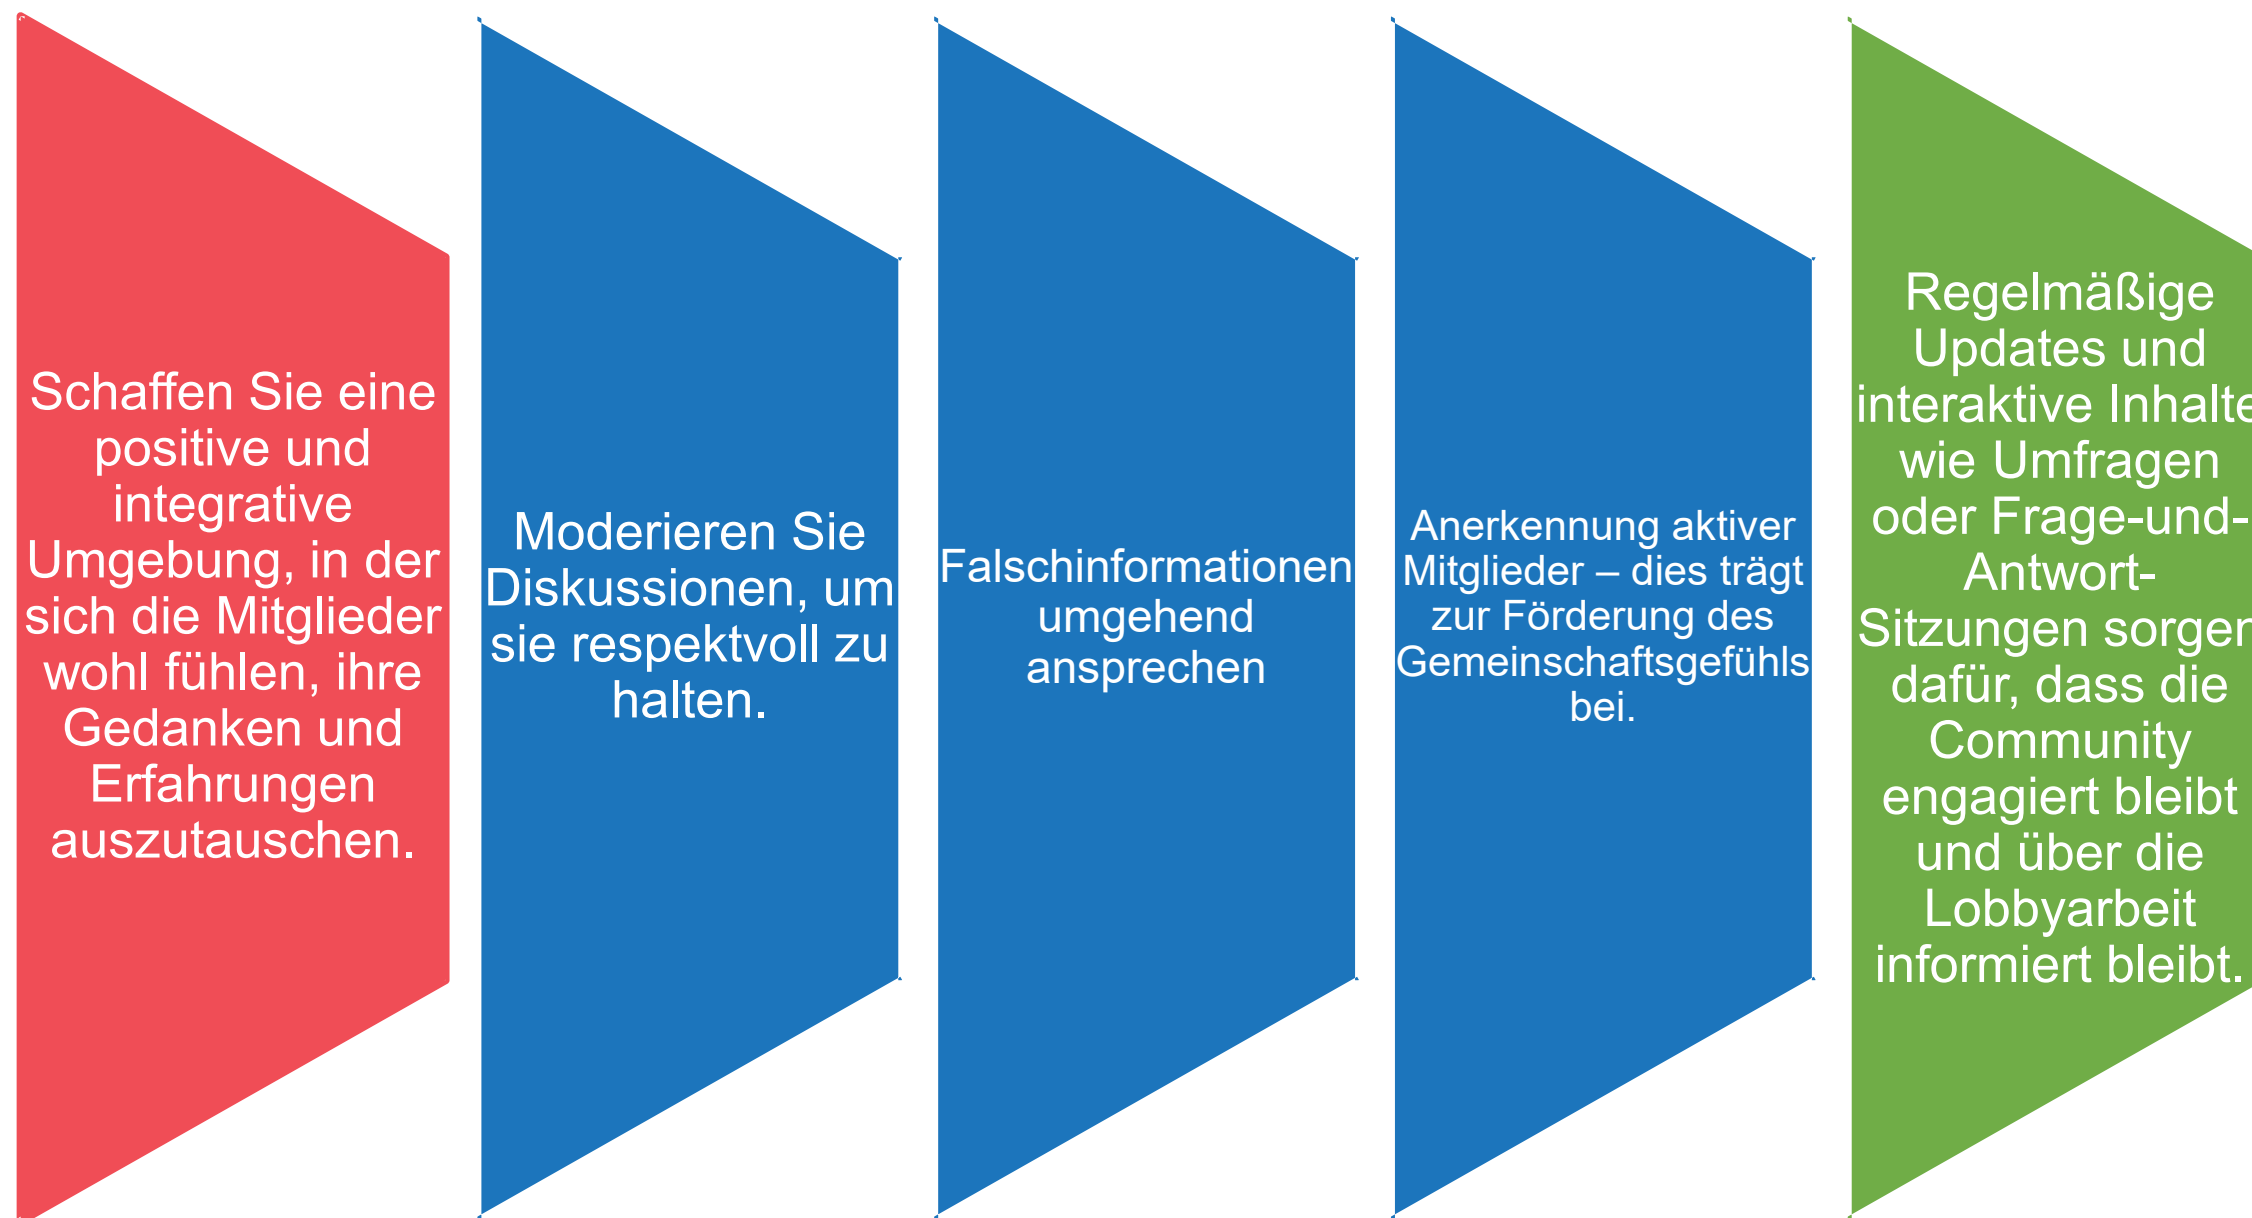 Schaffen Sie eine
positive und
integrative
Umgebung, in der
sich die Mitglieder
wohl fühlen, ihre
Gedanken und
Erfahrungen
auszutauschen.
Moderieren Sie
Diskussionen, um
sie respektvoll zu
halten.
Falschinformationen
umgehend
ansprechen
Anerkennung aktiver
Mitglieder – dies trägt
zur Förderung des
Gemeinschaftsgefühls
bei.
Regelmäßige
Updates und
interaktive Inhalte
wie Umfragen
oder Frage-und-
Antwort-
Sitzungen sorgen
dafür, dass die
Community
engagiert bleibt
und über die
Lobbyarbeit
informiert bleibt.